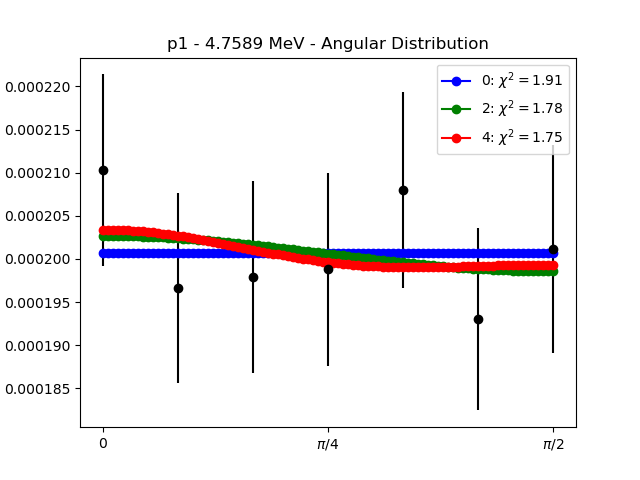 p1 - 4.7589 MeV - Angular Distribution
0: χ² = 1.91
2: χ² = 1.78
4: χ² = 1.75
0.000220
0.000215
0.000210
0.000205
0.000200
0.000195
0.000190
0.000185
0 π/4 π/2